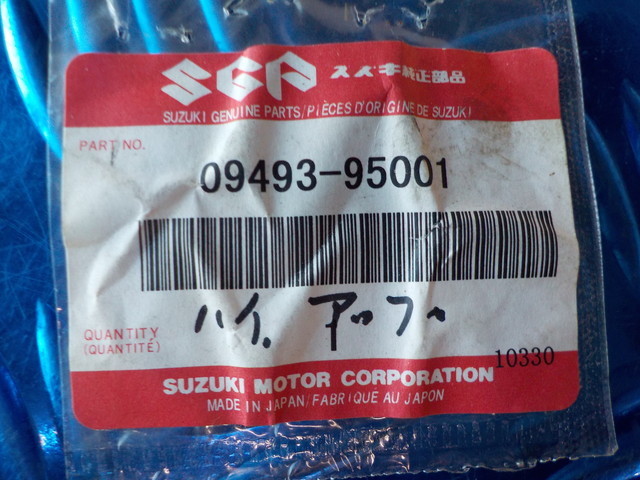 SGP スズキ純正部品
SUZUKI GENUINE PARTS/PIÈCES D'ORIGINE DE SUZUKI
PART NO.
09493-95001
ハイ. アップ
QUANTITY
(QUANTITÉ)
10330
SUZUKI MOTOR CORPORATION
MADE IN JAPAN/FABRIQUÉ AU JAPON